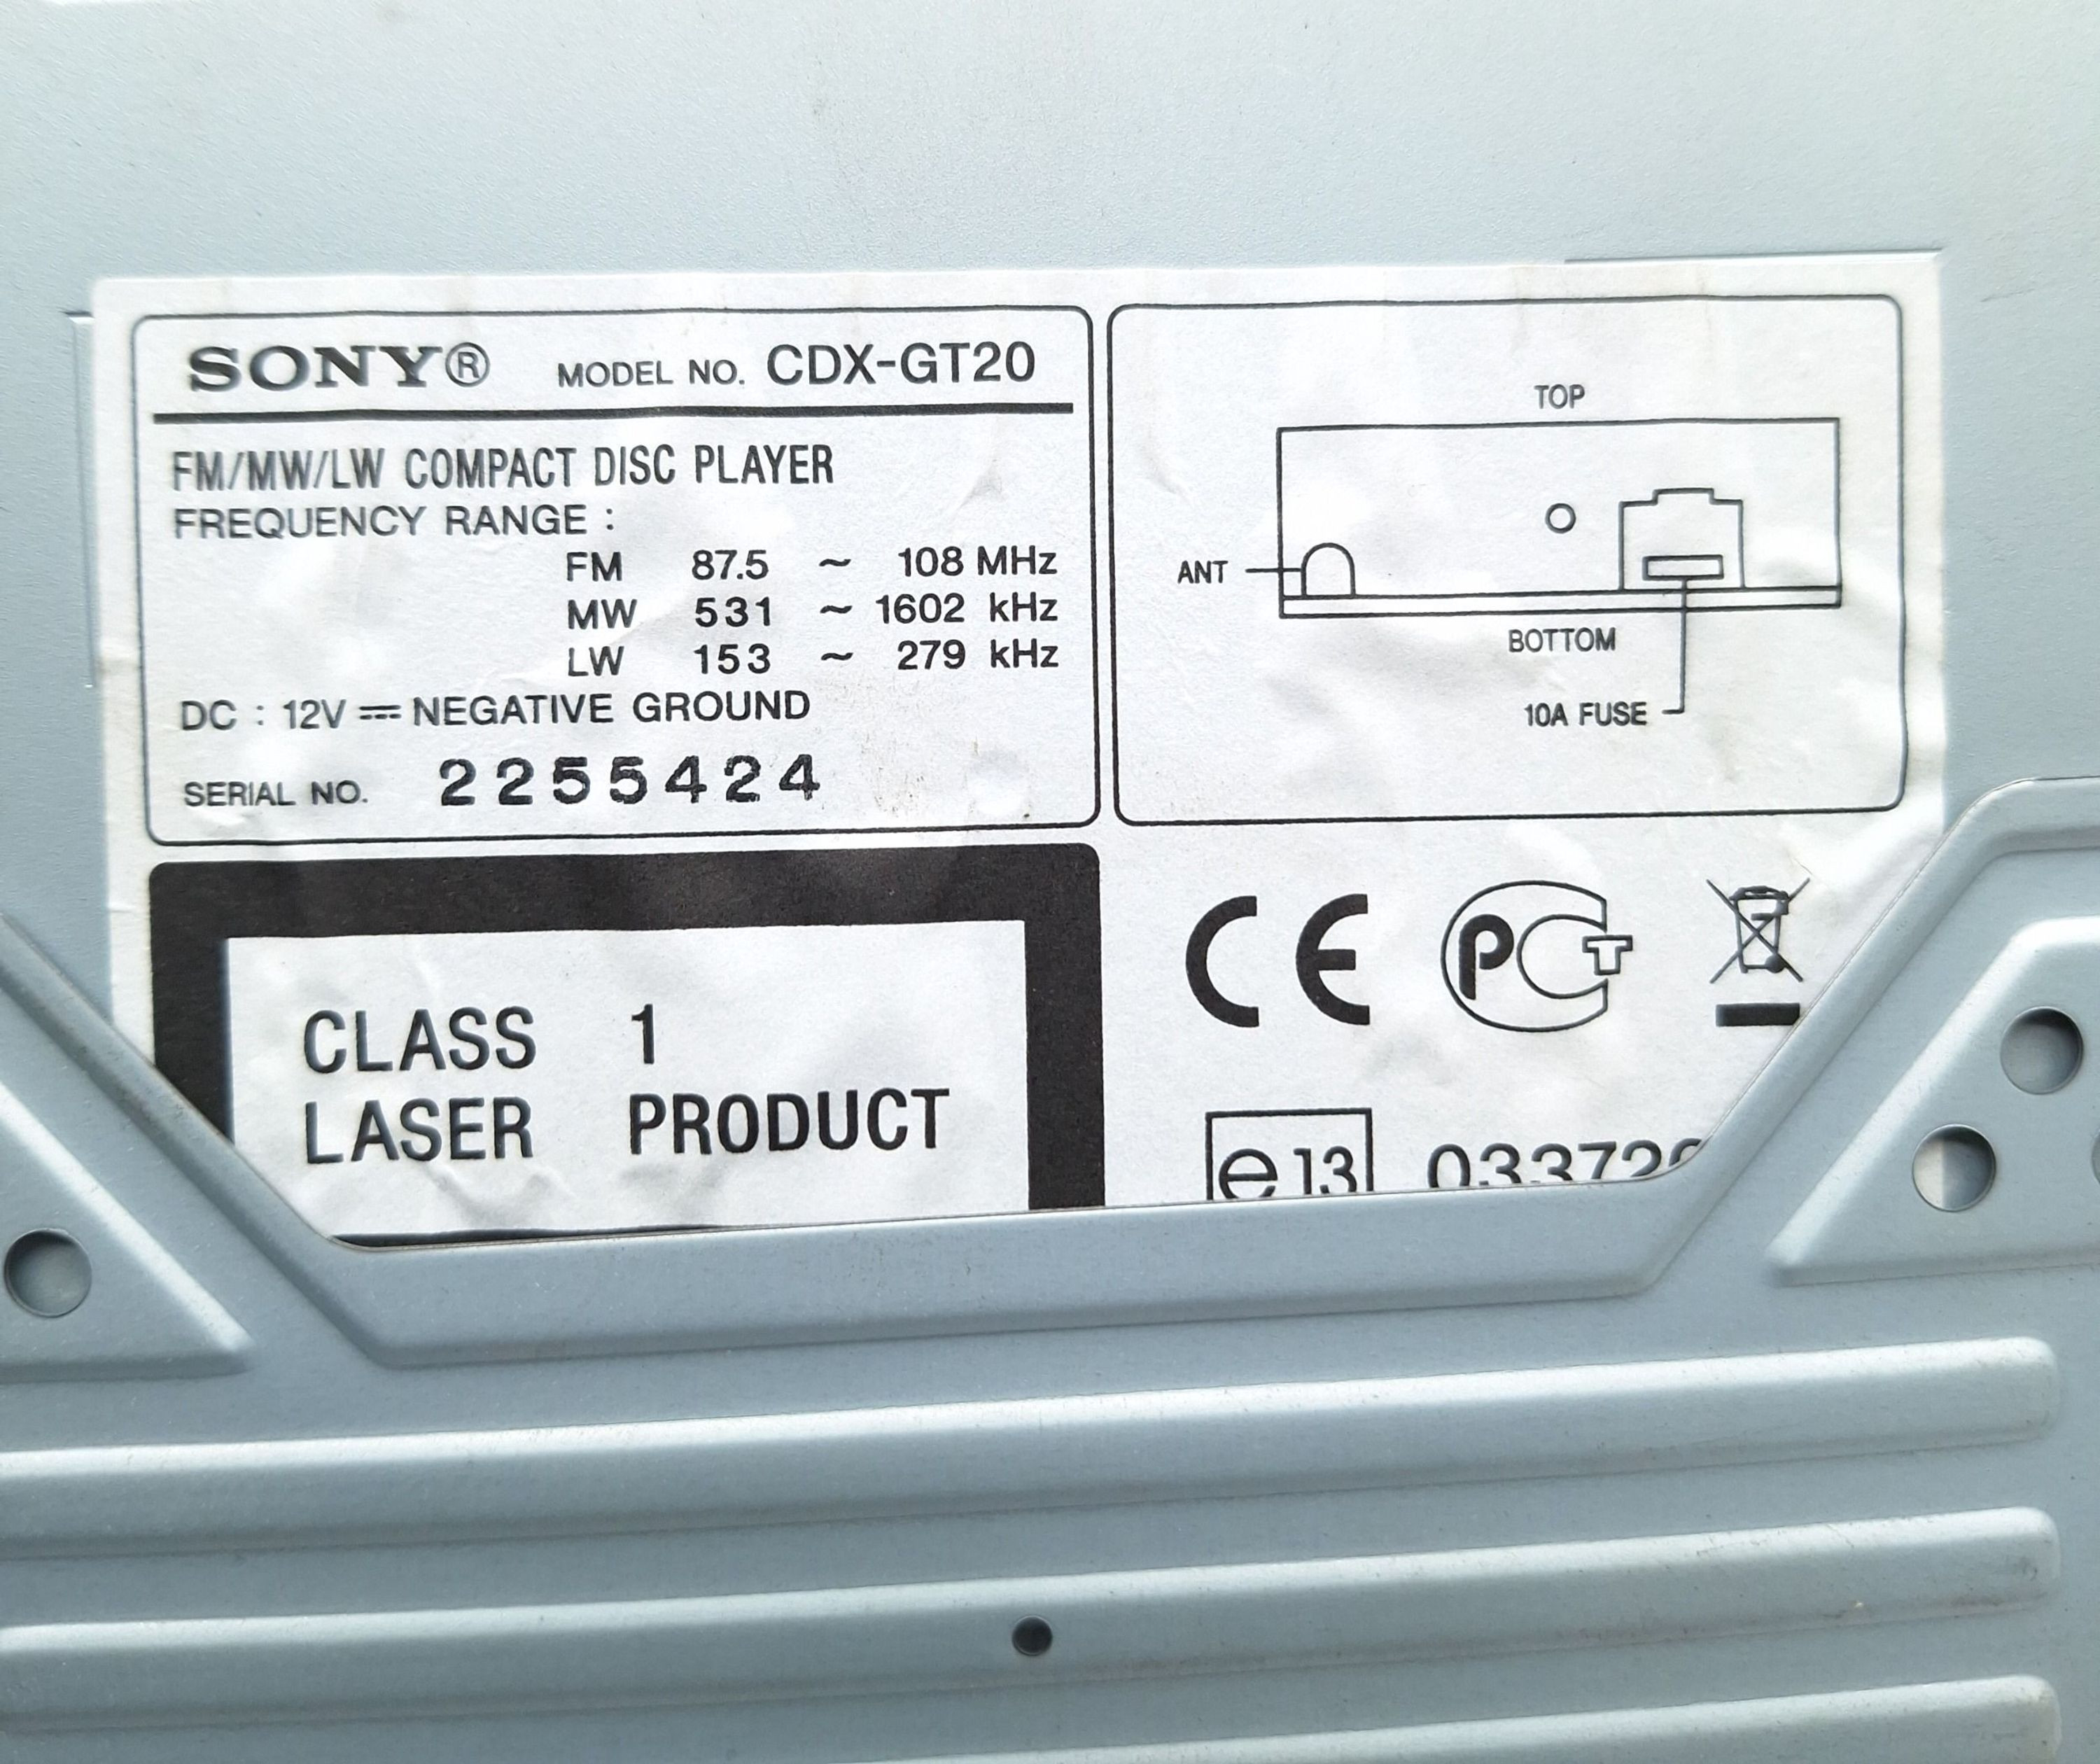 SONY® MODEL NO. CDX-GT20
FM/MW/LW COMPACT DISC PLAYER
FREQUENCY RANGE :
FM 87.5 ~ 108 MHz
MW 531 ~ 1602 kHz
LW 153 ~ 279 kHz
DC : 12V ⎓ NEGATIVE GROUND
SERIAL NO. 2255424
TOP
ANT
BOTTOM
10A FUSE
CLASS 1
LASER PRODUCT
CE PCT
e13